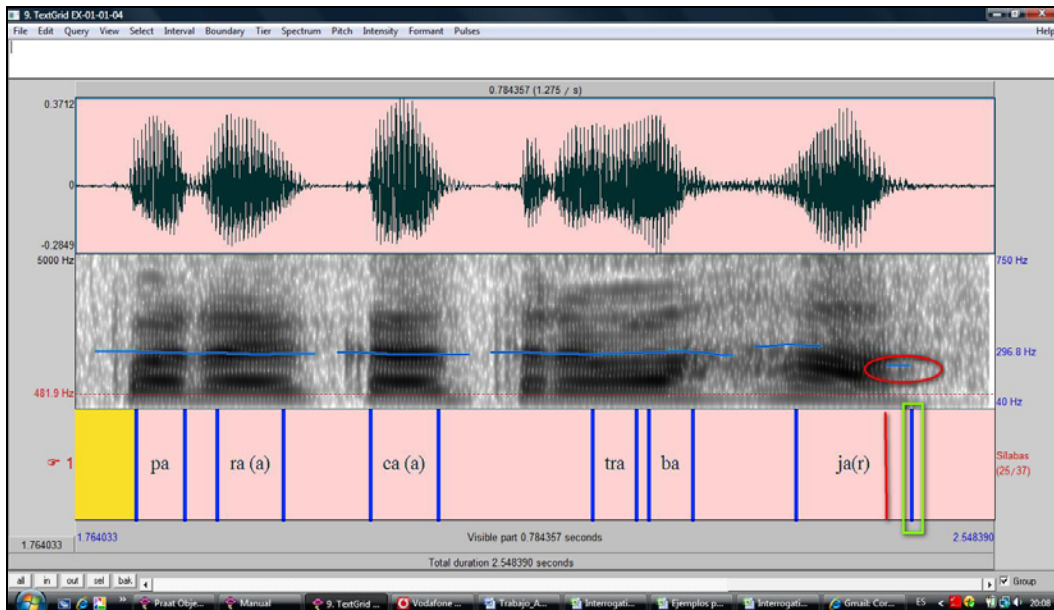 9. TextGrid EX-01-01-04
File Edit Query View Select Interval Boundary Tier Spectrum Pitch Intensity Formant Pulses Help
0.784357 (1.275 / s)
0.3712
0
-0.2849
5000 Hz
750 Hz
296.8 Hz
481.9 Hz
40 Hz
1
pa ra (a) ca (a) tra ba ja(r)
Sílabas
(25/37)
1.764033 Visible part 0.784357 seconds 2.548390
1.764033
Total duration 2.548390 seconds
all in out sel bak Group
Praat Obje... Manual 9. TextGrid ... Vodafone ... Trabajo_A... Interrogati... Ejemplos p... Interrogati... Gmail: Cor... ES 20:08